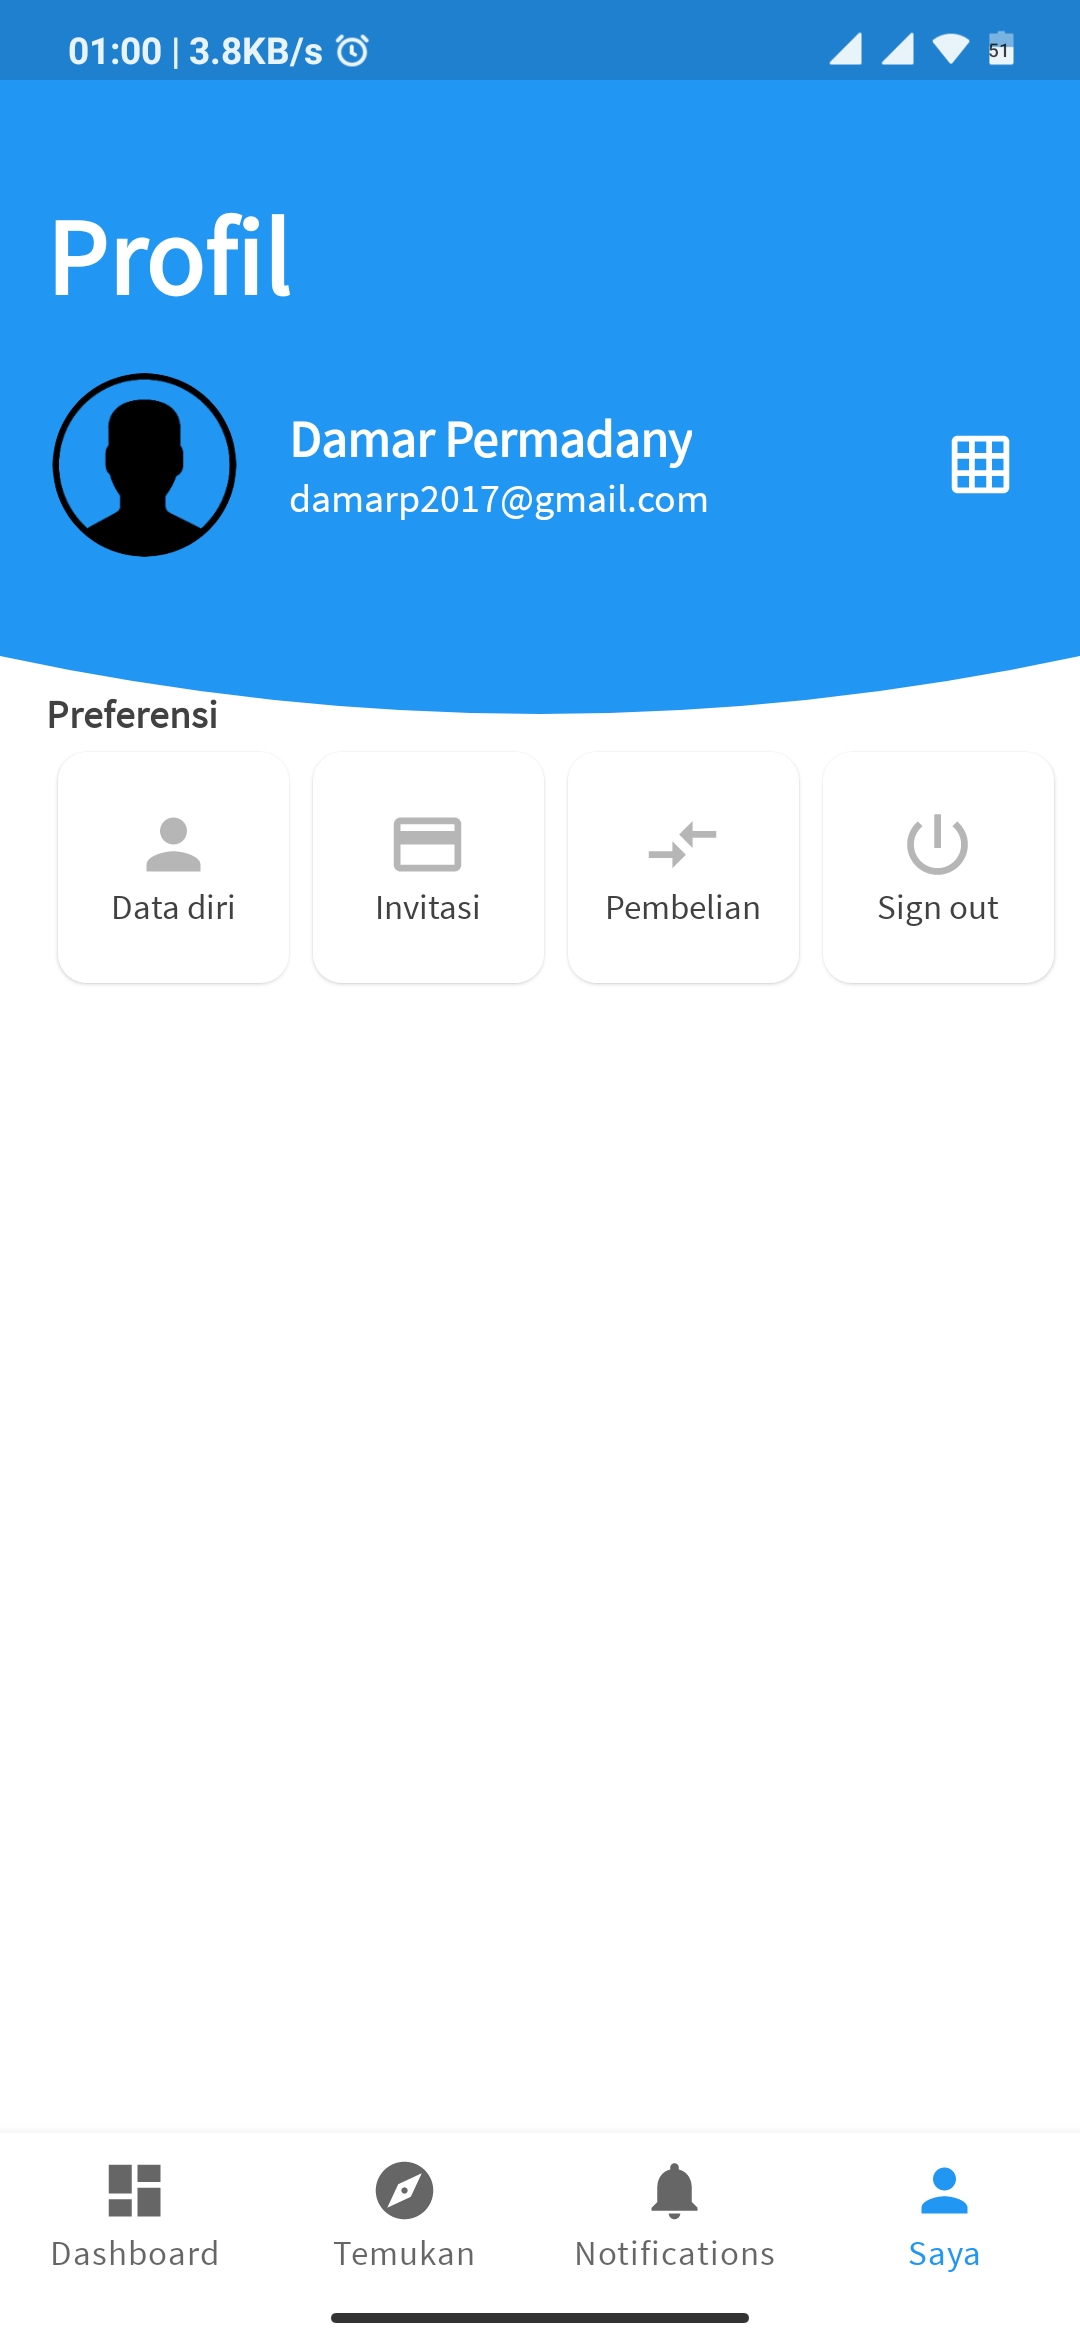 01:00 | 3.8KB/s
51
Profil
Damar Permadany
damarp2017@gmail.com
Preferensi
Data diri
Invitasi
Pembelian
Sign out
Dashboard
Temukan
Notifications
Saya